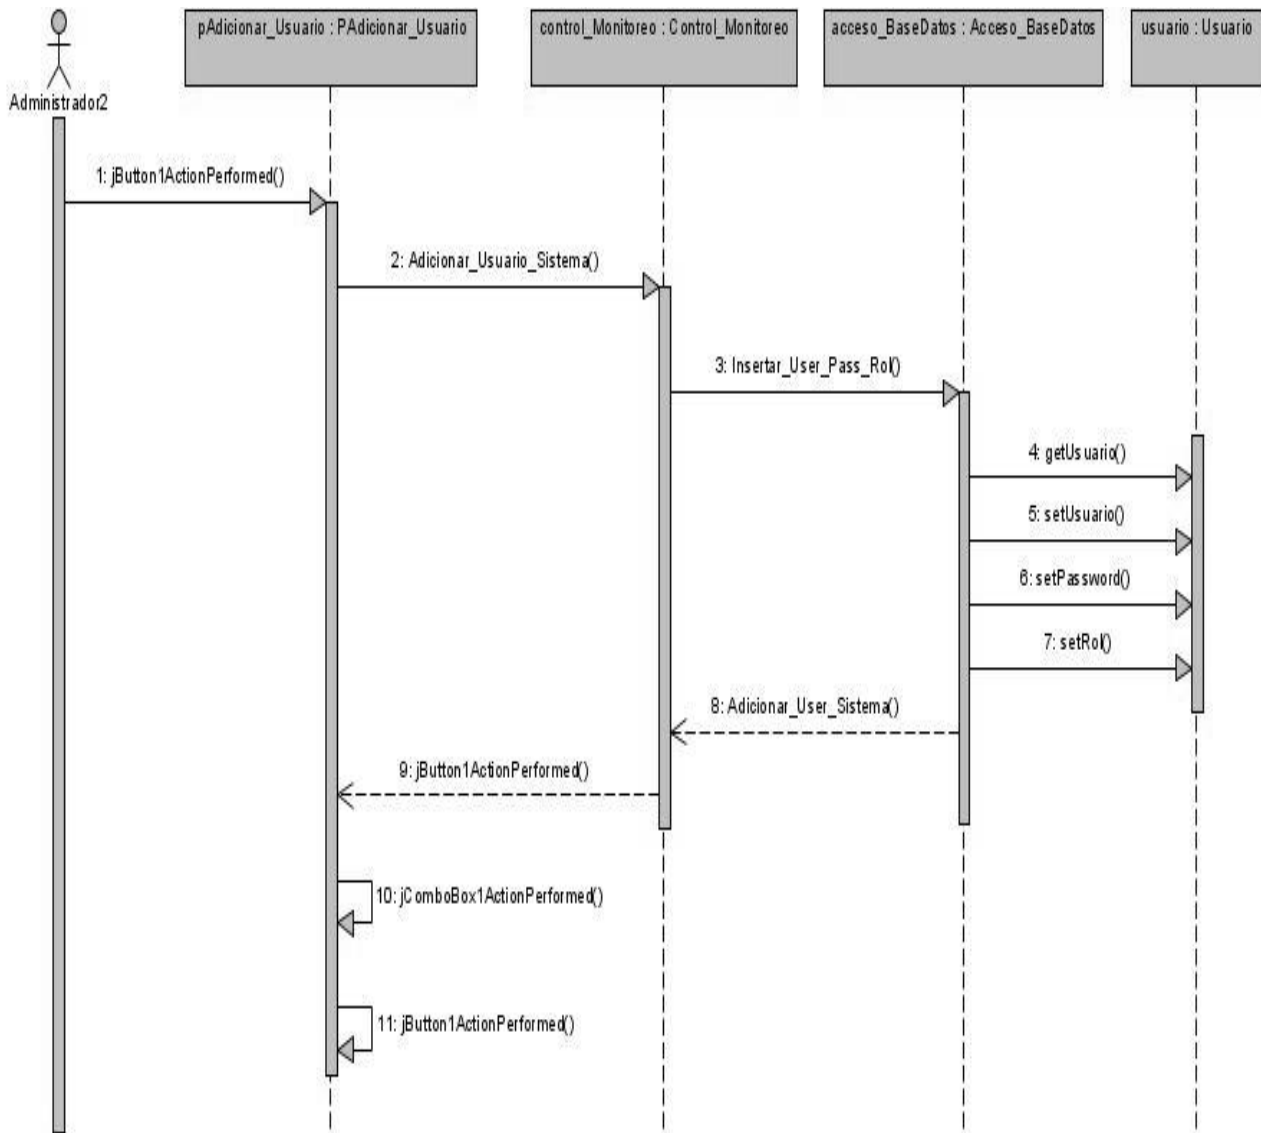 pAdicionar_Usuario : PAdicionar_Usuario
control_Monitoreo : Control_Monitoreo
acceso_BaseDatos : Acceso_BaseDatos
usuario : Usuario
Administrador2
1: jButton1ActionPerformed()
2: Adicionar_Usuario_Sistema()
3: Insertar_User_Pass_Rol()
4: getUsuario()
5: setUsuario()
6: setPassword()
7: setRol()
8: Adicionar_User_Sistema()
9: jButton1ActionPerformed()
10: jComboBox1ActionPerformed()
11: jButton1ActionPerformed()